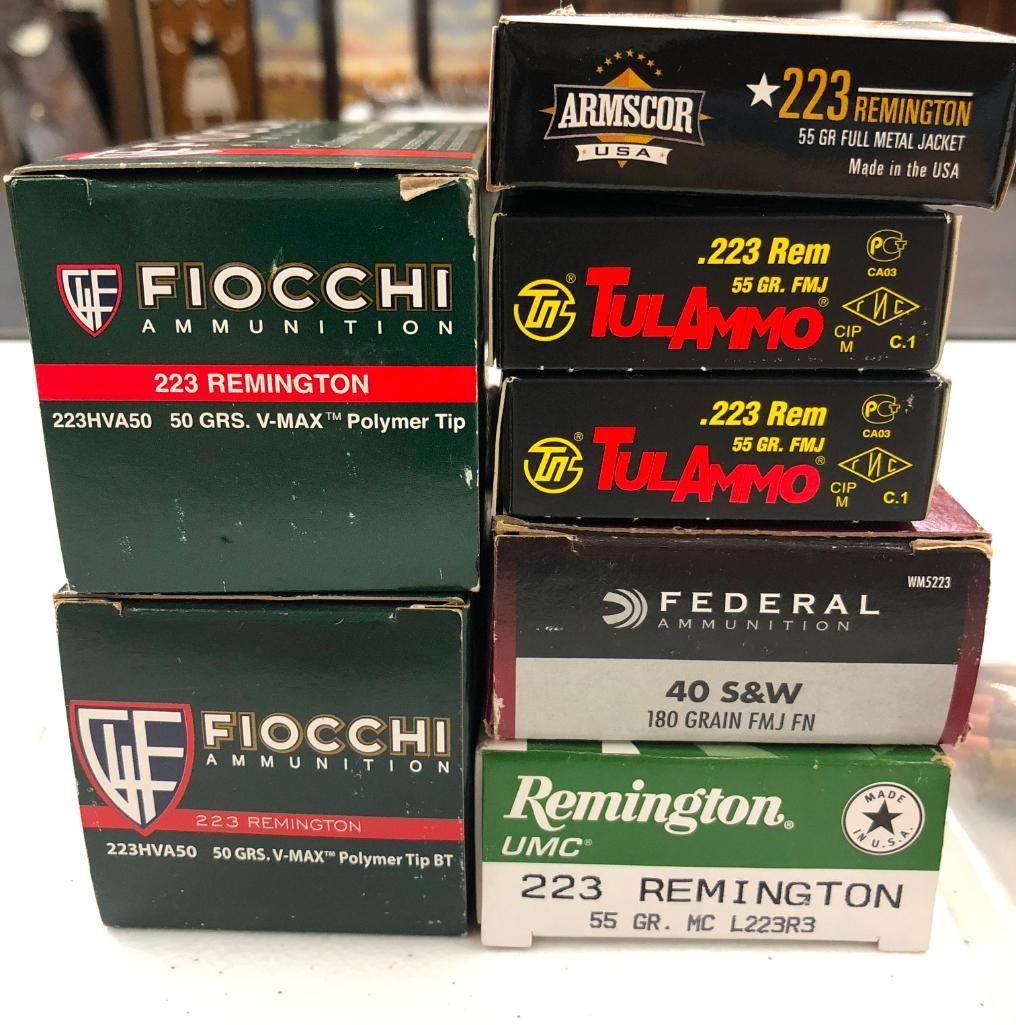 FIOCCHI
AMMUNITION
223 REMINGTON
223HVA50 50 GRS. V-MAX™ Polymer Tip
GFL
FIOCCHI
AMMUNITION
223 REMINGTON
223HVA50 50 GRS. V-MAX™ Polymer Tip BT
ARMSCOR
USA
223 REMINGTON
55 GR FULL METAL JACKET
Made in the USA
.223 Rem
55 GR. FMJ
TULAMMO®
®
СА03
ГИС
CIP
M
C.1
.223 Rem
55 GR. FMJ
TULAMMO®
®
СА03
ГИС
CIP
M
C.1
WM5223
FEDERAL
AMMUNITION
40 S&W
180 GRAIN FMJ FN
Remington®
UMC®
MADE
IN U.S.A.
223 REMINGTON
55 GR. MC L223R3